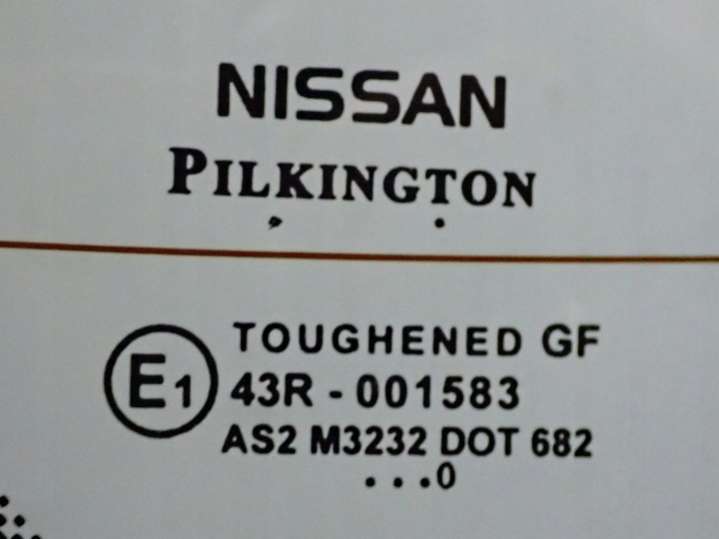 NISSAN
PILKINGTON
TOUGHENED GF
E1 43R - 001583
AS2 M3232 DOT 682
...0